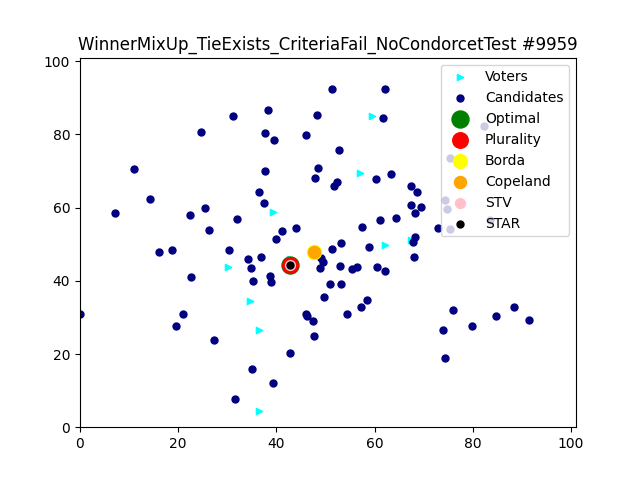 WinnerMixUp_TieExists_CriteriaFail_NoCondorcetTest #9959
100
80
60
40
20
0
0
20
40
60
80
100
Voters
Candidates
Optimal
Plurality
Borda
Copeland
STV
STAR